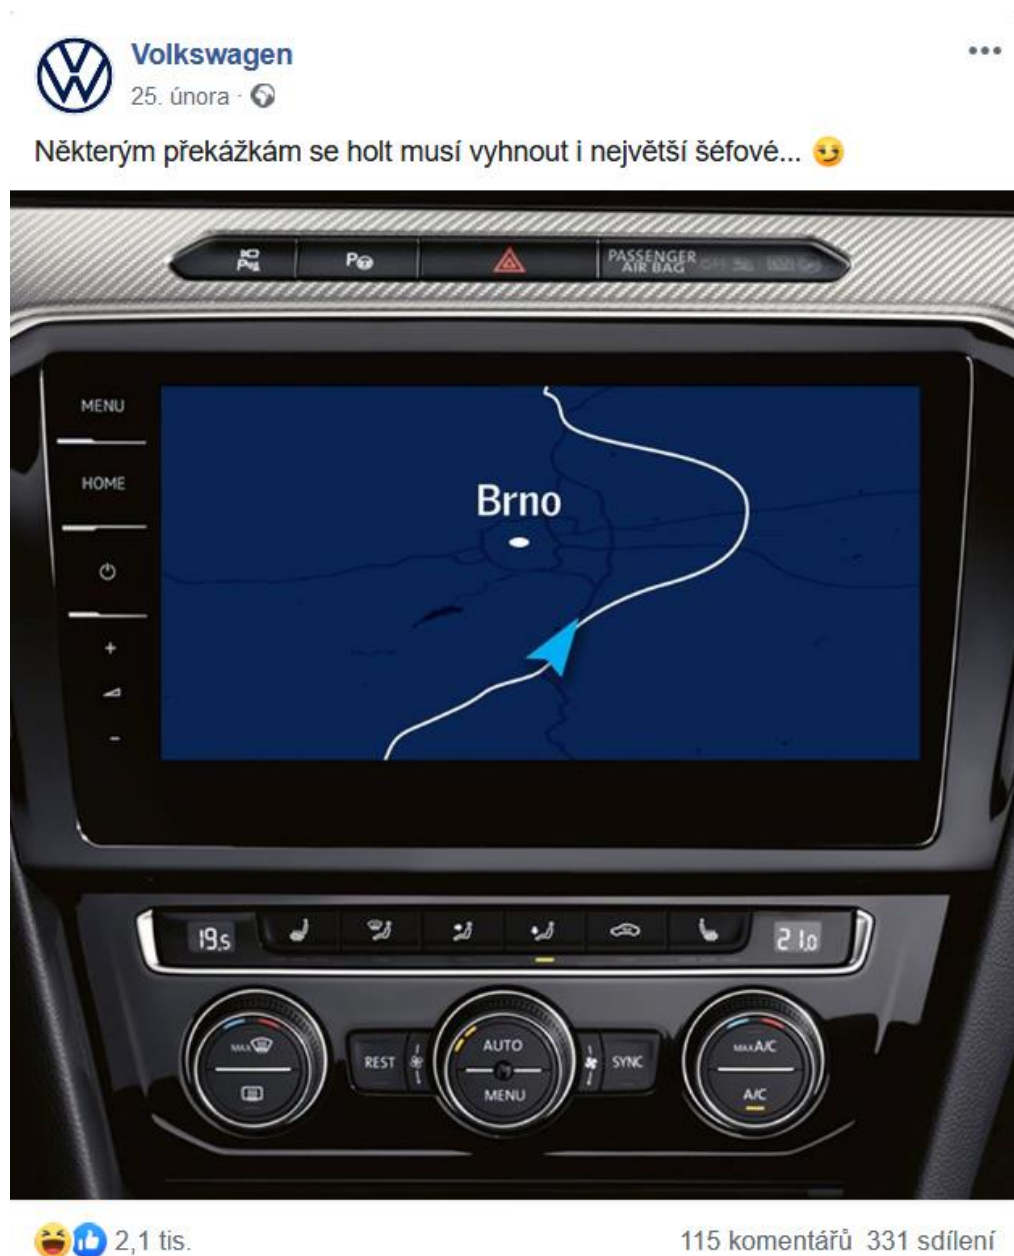 Volkswagen
25. února ·
Některým překážkám se holt musí vyhnout i největší šéfové... 😏
P
PASSENGER
AIR BAG
MENU
HOME
Brno
+
-
19.5
21.0
MAX
REST
AUTO
MENU
SYNC
MAX A/C
A/C
2,1 tis.
115 komentářů 331 sdílení